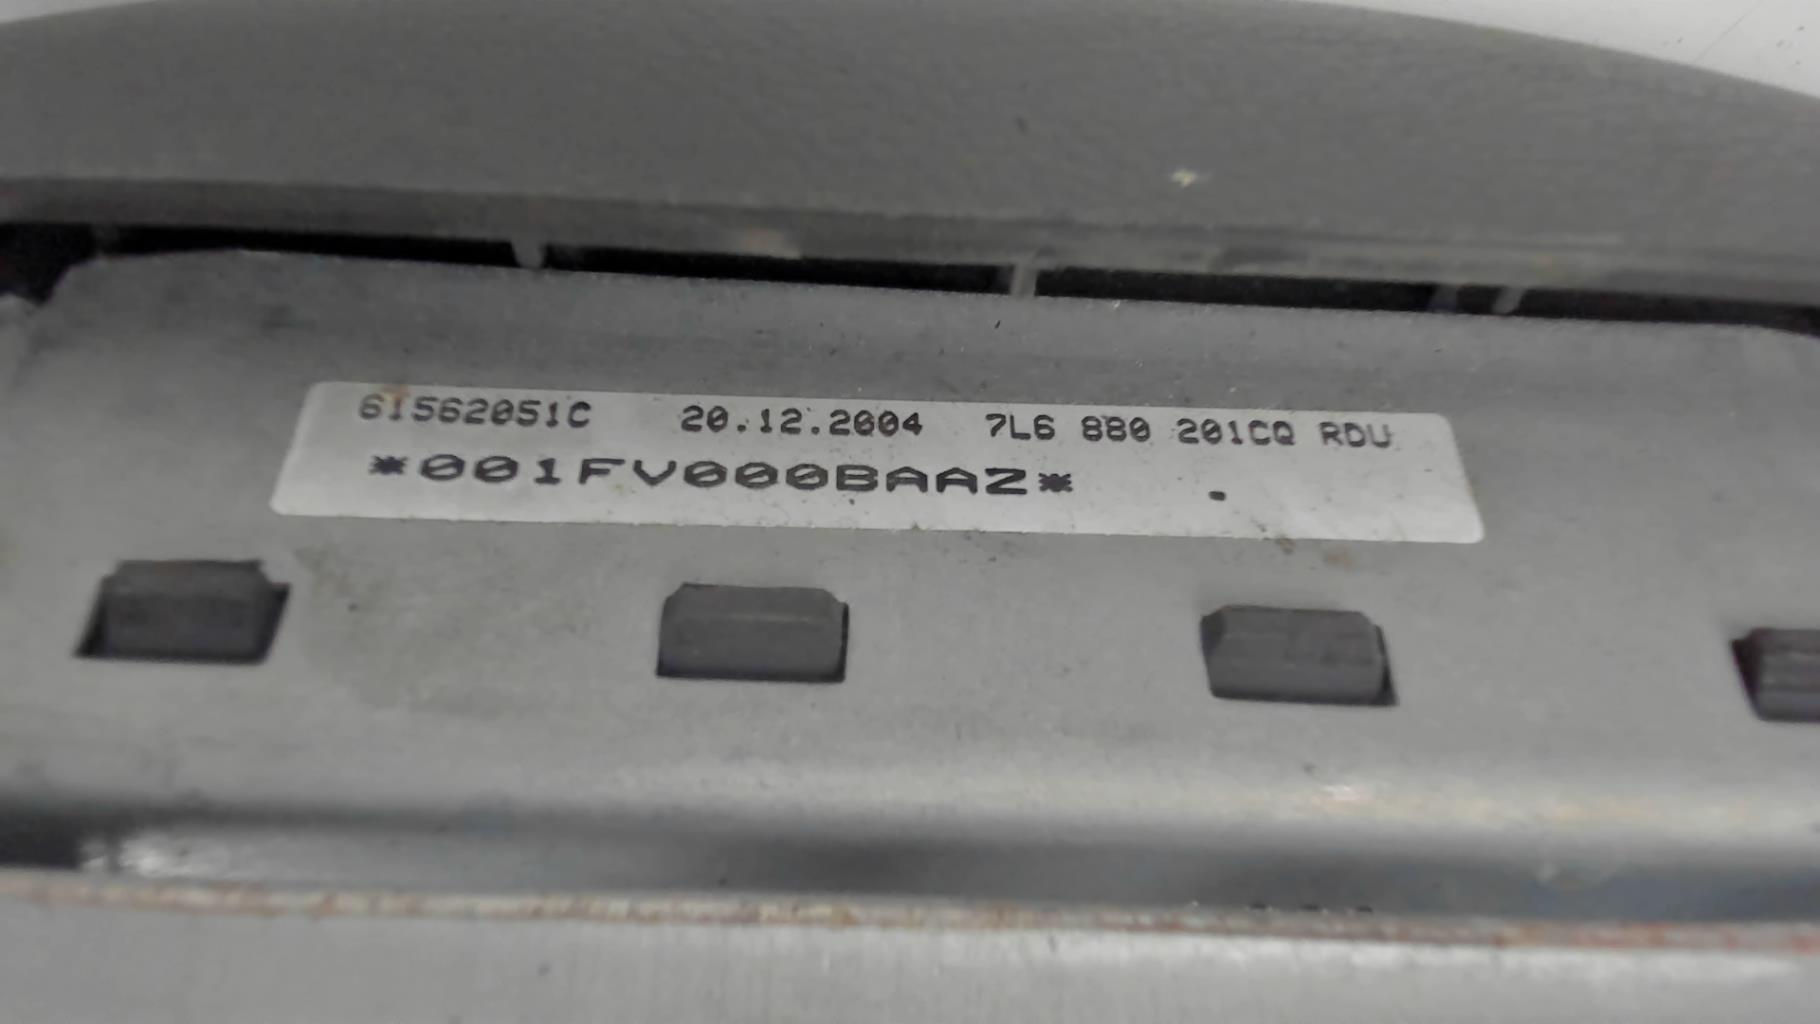 61562051C 20.12.2004 7L6 880 201CQ RDU
*001FV000BAAZ*